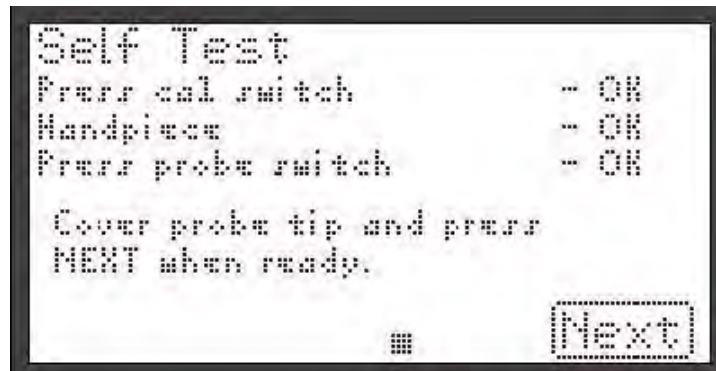 Self Test
Press cal switch - OK
Handpiece - OK
Press probe switch - OK
Cover probe tip and press
NEXT when ready.
Next